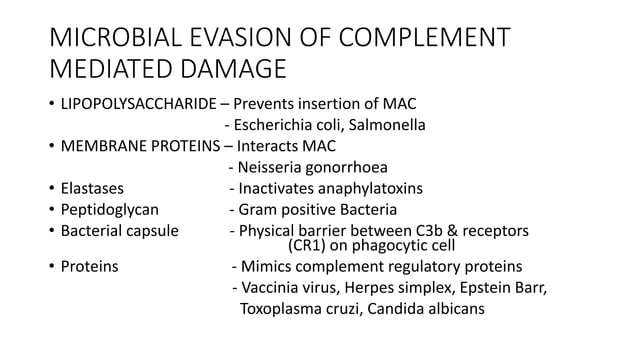 MICROBIAL EVASION OF COMPLEMENT
MEDIATED DAMAGE
• LIPOPOLYSACCHARIDE – Prevents insertion of MAC
- Escherichia coli, Salmonella
• MEMBRANE PROTEINS – Interacts MAC
- Neisseria gonorrhoea
• Elastases - Inactivates anaphylatoxins
• Peptidoglycan - Gram positive Bacteria
• Bacterial capsule - Physical barrier between C3b & receptors
(CR1) on phagocytic cell
• Proteins - Mimics complement regulatory proteins
- Vaccinia virus, Herpes simplex, Epstein Barr,
Toxoplasma cruzi, Candida albicans